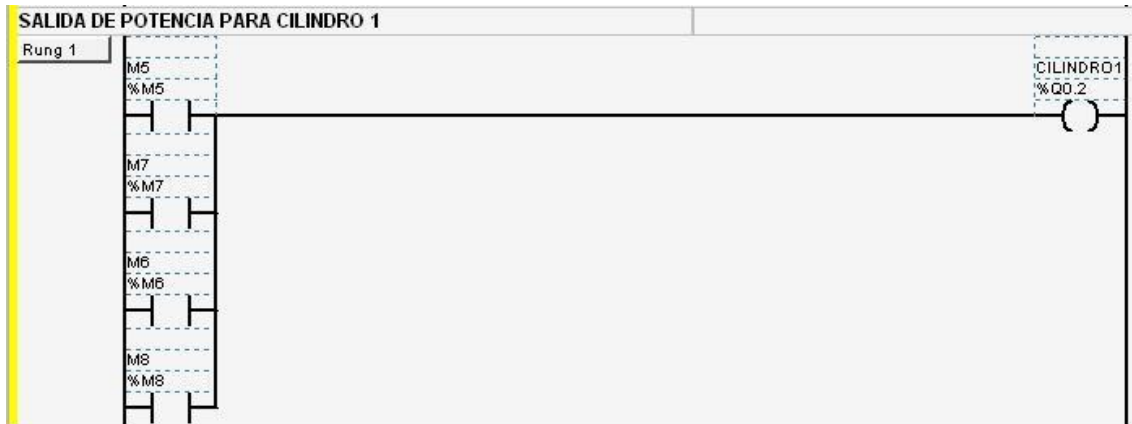 SALIDA DE POTENCIA PARA CILINDRO 1
Rung 1
M5
%M5
CILINDRO1
%Q0.2
M7
%M7
M6
%M6
M8
%M8